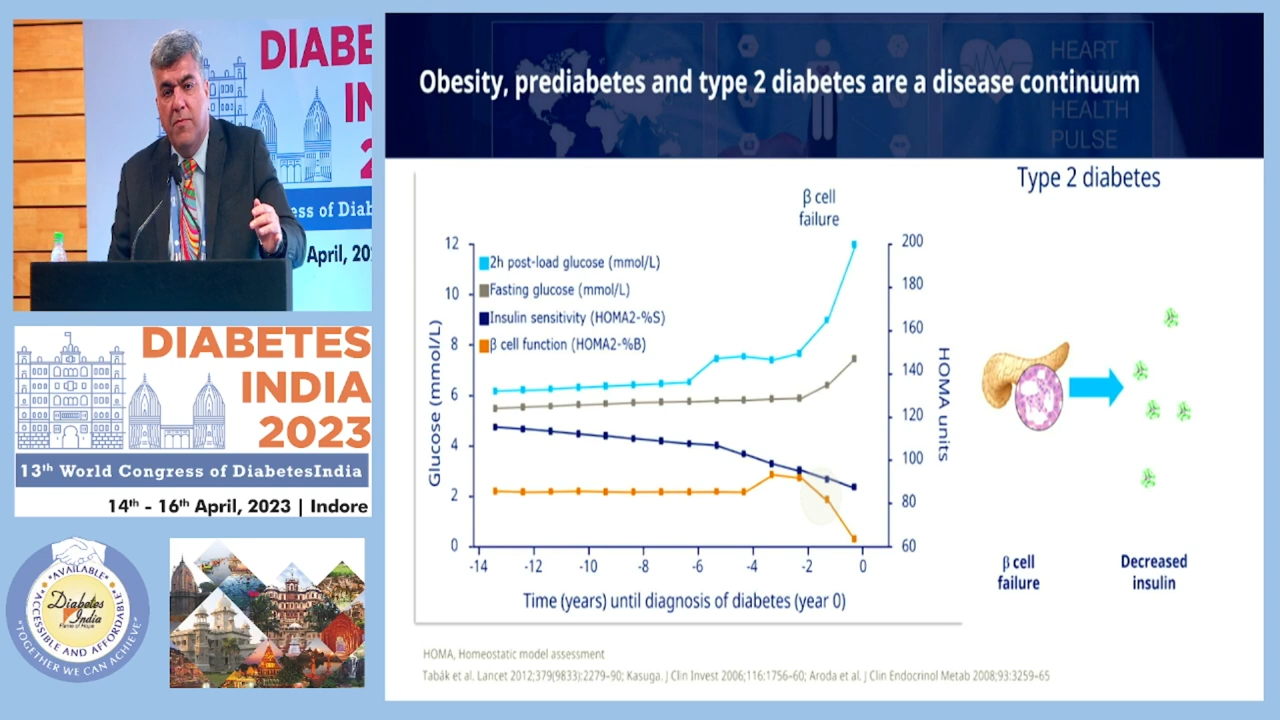 DIABE
IN
2
ess of Diab
April, 20
DIABETES
INDIA
2023
13th World Congress of DiabetesIndia
14th - 16th April, 2023 | Indore
"AVAILABLE"
"ACCESSIBLE AND AFFORDABLE"
Diabetes
India
Flame of Hope
"TOGETHER WE CAN ACHIEVE"
HEART
HEALTH
PULSE
Obesity, prediabetes and type 2 diabetes are a disease continuum
Type 2 diabetes
β cell
failure
2h post-load glucose (mmol/L)
Fasting glucose (mmol/L)
Insulin sensitivity (HOMA2-%S)
β cell function (HOMA2-%B)
Glucose (mmol/L)
12
10
8
6
4
2
0
200
180
160
140
120
100
80
60
HOMA units
-14 -12 -10 -8 -6 -4 -2 0
Time (years) until diagnosis of diabetes (year 0)
β cell
failure
Decreased
insulin
HOMA, Homeostatic model assessment
Tabák et al. Lancet 2012;379(9833):2279–90; Kasuga. J Clin Invest 2006;116:1756–60; Aroda et al. J Clin Endocrinol Metab 2008;93:3259–65